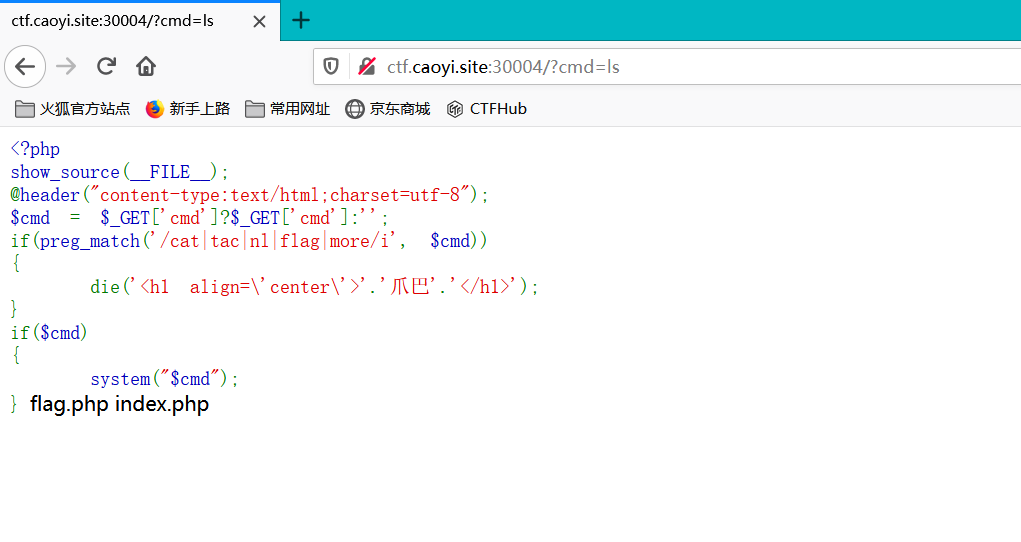 ctf.caoyi.site:30004/?cmd=ls
ctf.caoyi.site:30004/?cmd=ls
火狐官方站点 新手上路 常用网址 京东商城 CTFHub
<?php
show_source(__FILE__);
@header("content-type:text/html;charset=utf-8");
$cmd = $_GET['cmd']?$_GET['cmd']:'';
if(preg_match('/cat|tac|nl|flag|more/i', $cmd))
{
die('<h1 align=\'center\'>'.'爪巴'.'</h1>');
}
if($cmd)
{
system("$cmd");
} flag.php index.php